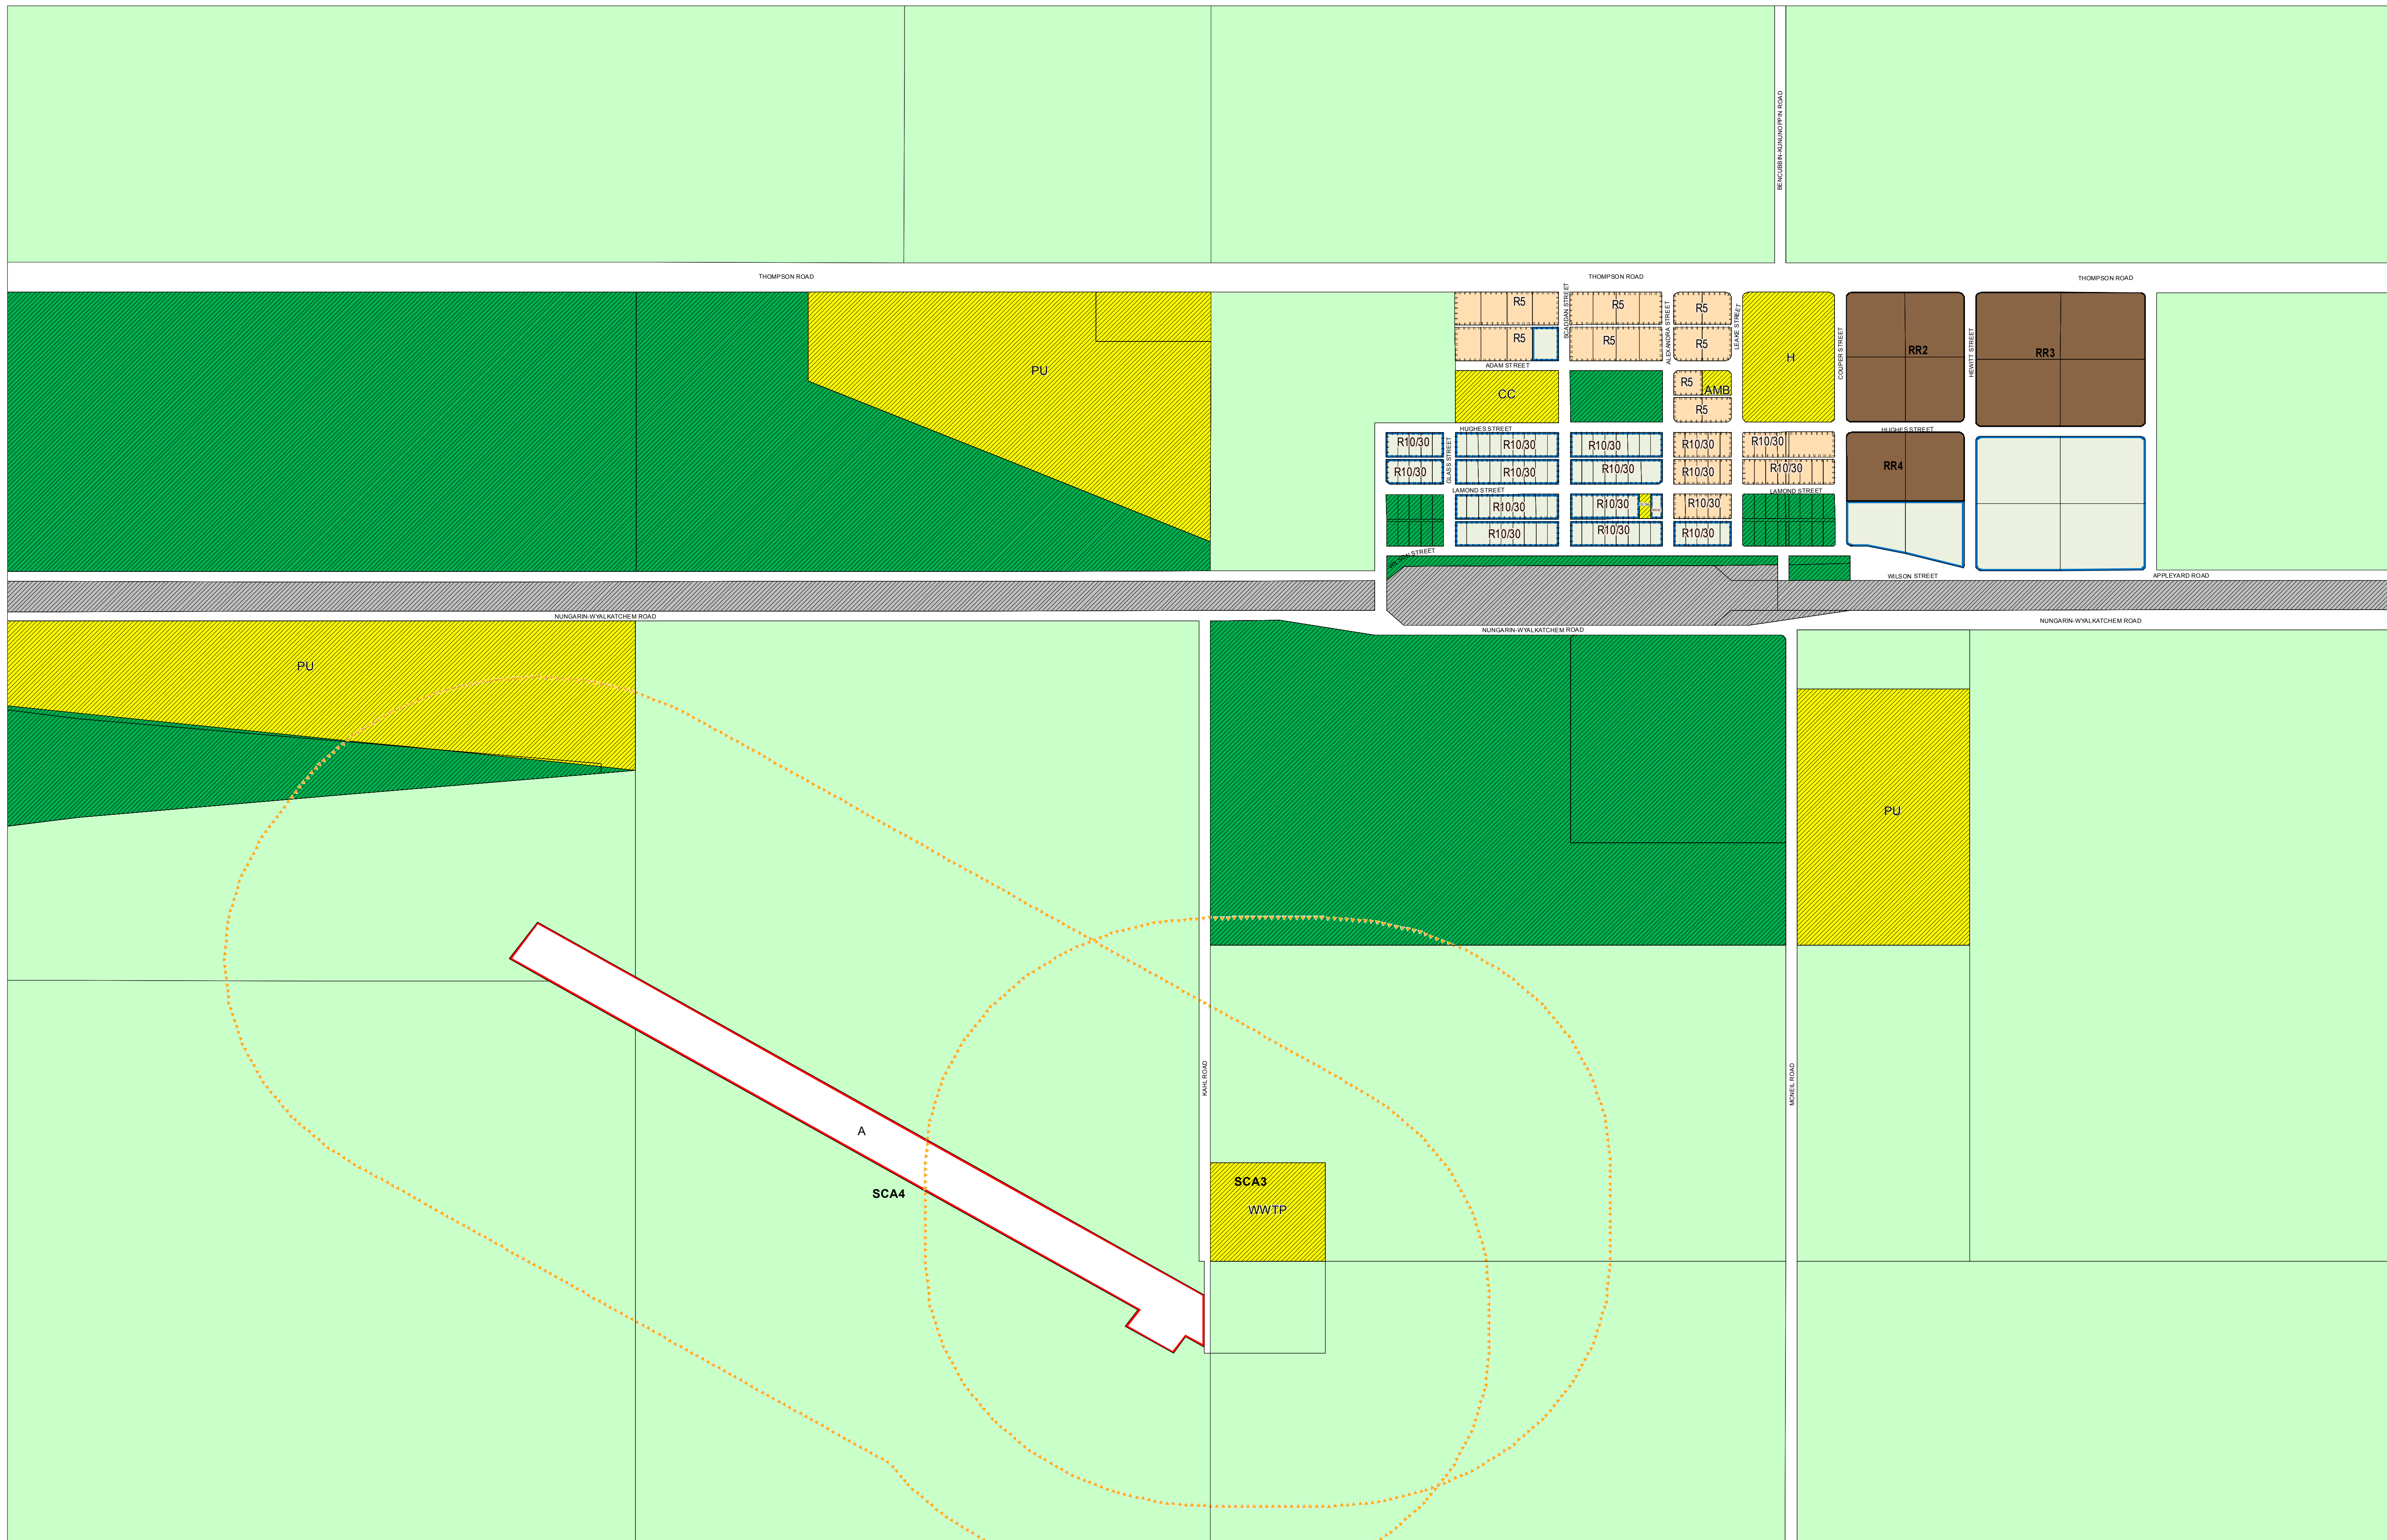 BENCUBBIN-KUNUNOPPIN ROAD
THOMPSON ROAD
THOMPSON ROAD
THOMPSON ROAD
SCADDAN STREET
ALEXANDRA STREET
LEAKE STREET
COUPER STREET
HEWITT STREET
R5
R5
R5
R5
R5
R5
H
RR2
RR3
PU
ADAM STREET
CC
R5
AMB
R5
HUGHES STREET
HUGHES STREET
GLASS STREET
R10/30
R10/30
R10/30
R10/30
R10/30
R10/30
R10/30
R10/30
R10/30
R10/30
RR4
LAMOND STREET
LAMOND STREET
R10/30
R10/30
R10/30
R10/30
R10/30
R10/30
WILSON STREET
WILSON STREET
APPLEYARD ROAD
NUNGARIN-WYALKATCHEM ROAD
NUNGARIN-WYALKATCHEM ROAD
NUNGARIN-WYALKATCHEM ROAD
PU
PU
KAHL ROAD
MCNEIL ROAD
A
SCA4
SCA3
WWTP